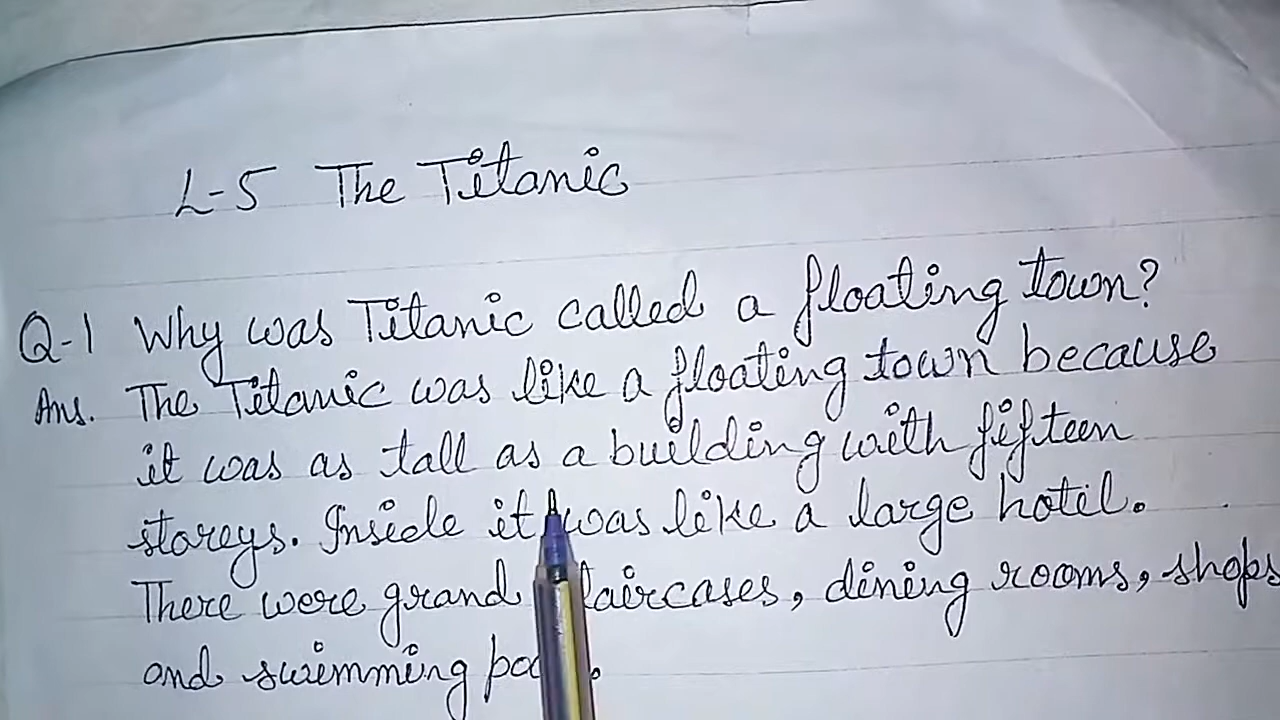 L-5 The Titanic
Q-1 Why was Titanic called a floating town?
Ans. The Titanic was like a floating town because
it was as tall as a building with fifteen
storeys. Inside it was like a large hotel.
There were grand staircases, dining rooms, shops
and swimming